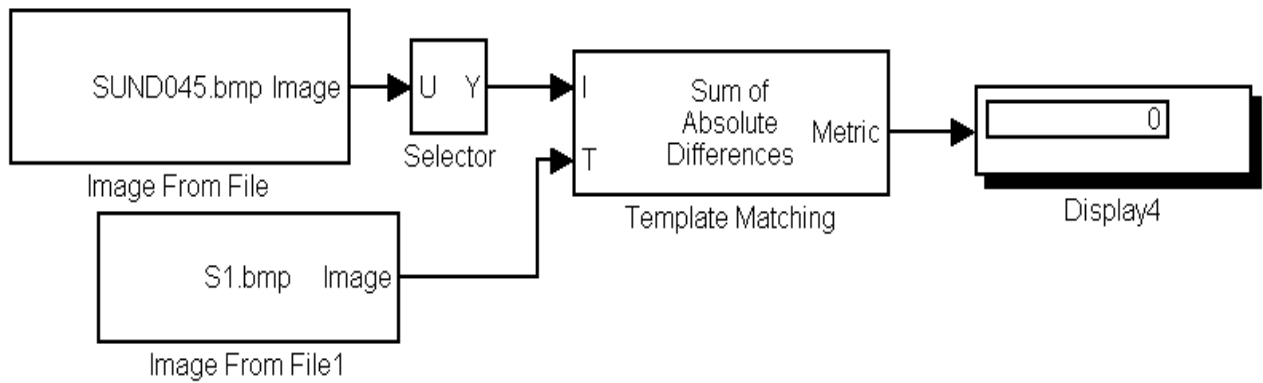 SUND045.bmp Image
Image From File
U Y
Selector
I
T
Sum of
Absolute
Differences
Metric
Template Matching
0
Display4
S1.bmp Image
Image From File1